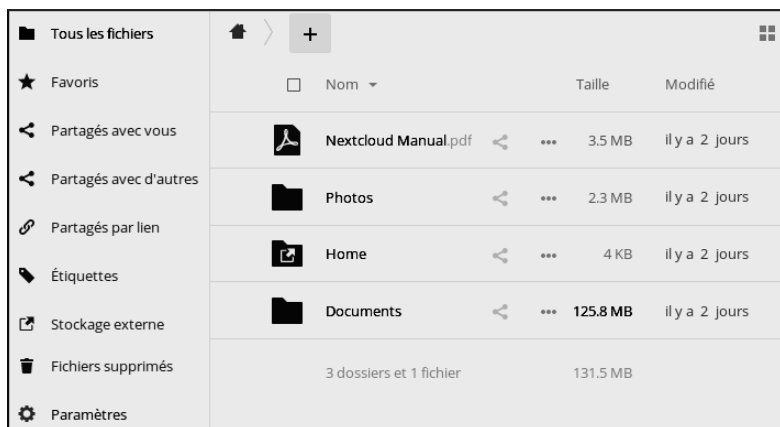 Tous les fichiers
Favoris
Partagés avec vous
Partagés avec d'autres
Partagés par lien
Étiquettes
Stockage externe
Fichiers supprimés
Paramètres
Nom Taille Modifié
Nextcloud Manual.pdf 3.5 MB il y a 2 jours
Photos 2.3 MB il y a 2 jours
Home 4 KB il y a 2 jours
Documents 125.8 MB il y a 2 jours
3 dossiers et 1 fichier 131.5 MB